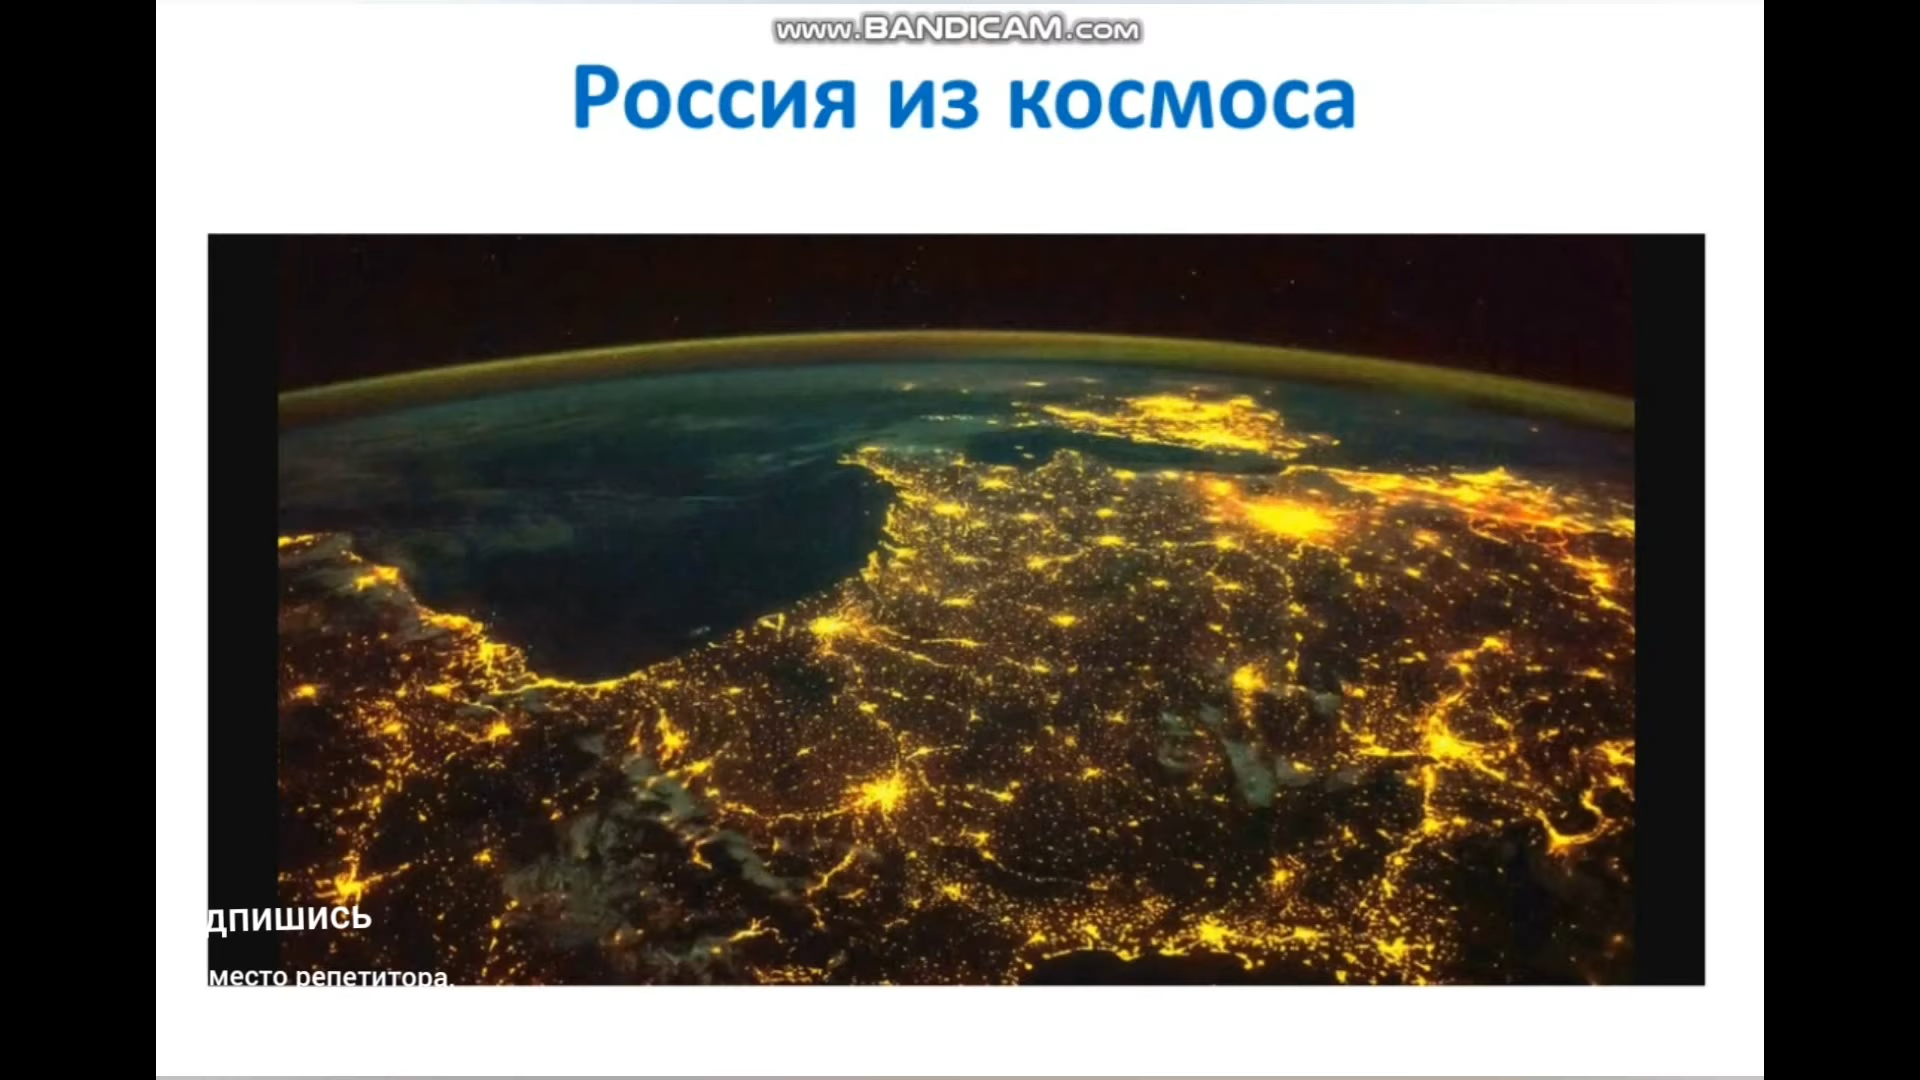 www.BANDICAM.com
Россия из космоса
дпишись
место репетитора.